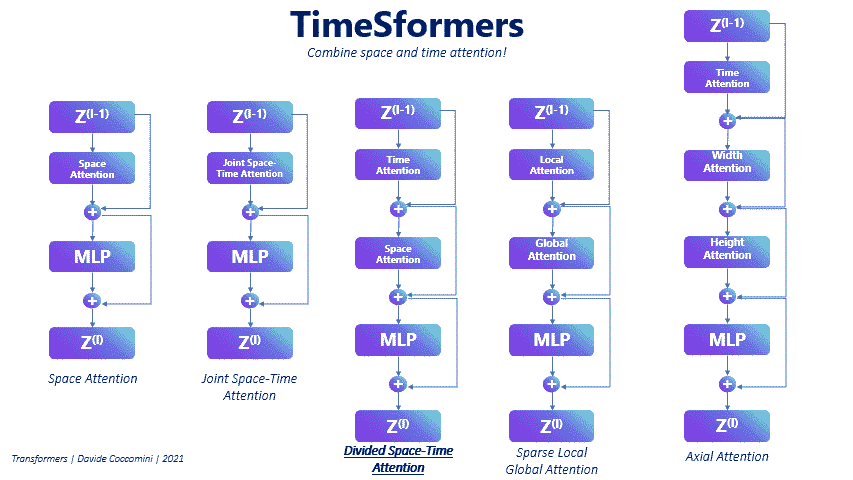 TimeSformers
Combine space and time attention!
Z(l-1)
Space
Attention
+
MLP
+
Z(l)
Space Attention
Z(l-1)
Joint Space-
Time Attention
+
MLP
+
Z(l)
Joint Space-Time
Attention
Z(l-1)
Time
Attention
+
Space
Attention
+
MLP
+
Z(l)
Divided Space-Time
Attention
Z(l-1)
Local
Attention
+
Global
Attention
+
MLP
+
Z(l)
Sparse Local
Global Attention
Z(l-1)
Time
Attention
+
Width
Attention
+
Height
Attention
+
MLP
+
Z(l)
Axial Attention
Transformers | Davide Coccomini | 2021